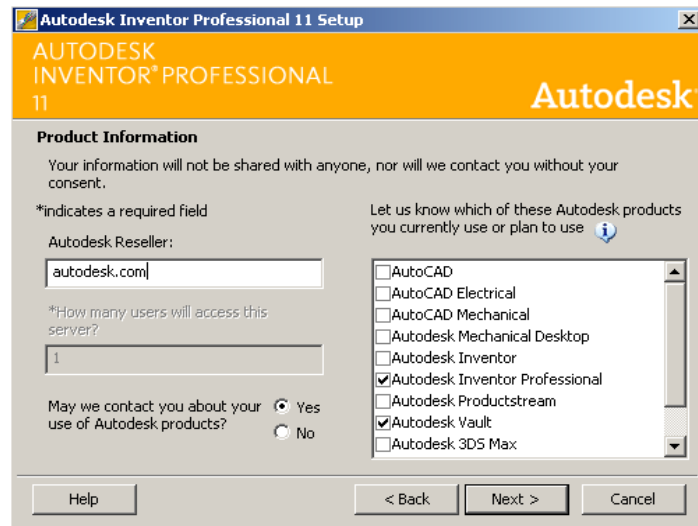 Autodesk Inventor Professional 11 Setup
AUTODESK
INVENTOR® PROFESSIONAL
11
Autodesk
Product Information
Your information will not be shared with anyone, nor will we contact you without your
consent.
*indicates a required field
Autodesk Reseller:
autodesk.com
*How many users will access this
server?
1
May we contact you about your
use of Autodesk products?
Yes
No
Let us know which of these Autodesk products
you currently use or plan to use
AutoCAD
AutoCAD Electrical
AutoCAD Mechanical
Autodesk Mechanical Desktop
Autodesk Inventor
Autodesk Inventor Professional
Autodesk Productstream
Autodesk Vault
Autodesk 3DS Max
Help
< Back
Next >
Cancel